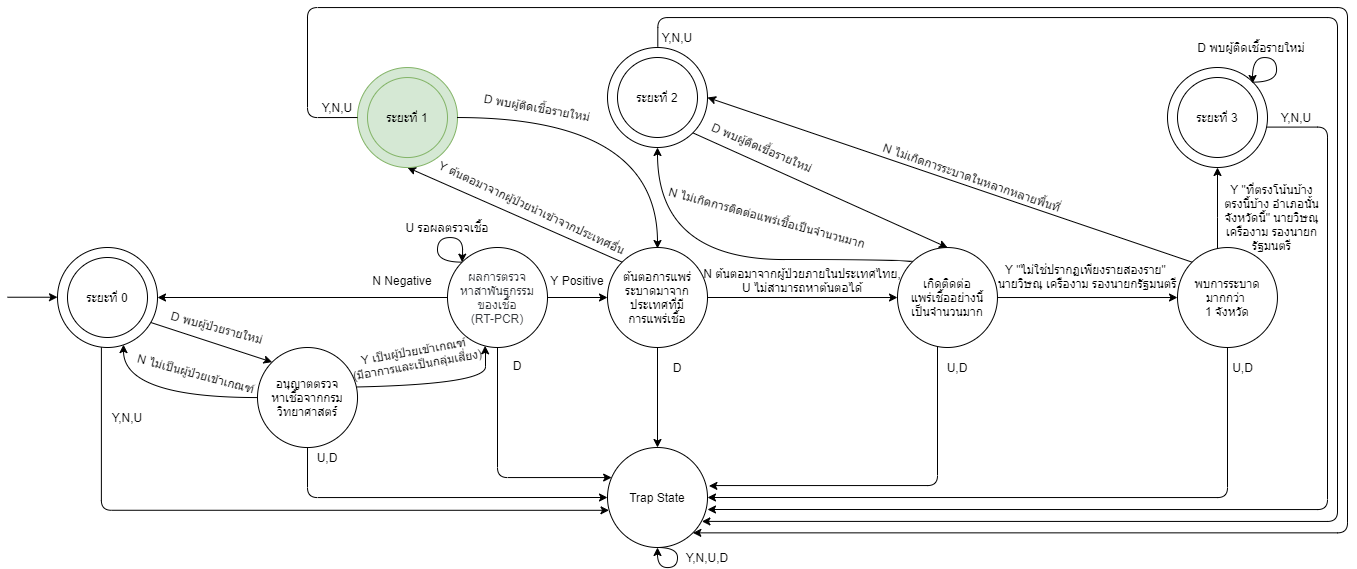 Y,N,U
D พบผู้ติดเชื้อรายใหม่
Y,N,U
ระยะที่ 1
D พบผู้ติดเชื้อรายใหม่
ระยะที่ 2
ระยะที่ 3
Y,N,U
D พบผู้ติดเชื้อรายใหม่
N ไม่เกิดการระบาดในหลากหลายพื้นที่
Y ต้นตอมาจากผู้ป่วยนำเข้าจากประเทศอื่น
N ไม่เกิดการติดต่อแพร่เชื้อเป็นจำนวนมาก
Y "ที่ตรงโน้นบ้าง
ตรงนี้บ้าง อำเภอนั้น
จังหวัดนี้" นายวิษณุ
เครืองาม รองนายก
รัฐมนตรี
U รอผลตรวจเชื้อ
N Negative
ผลการตรวจ
หาสาพันธุกรรม
ของเชื้อ
(RT-PCR)
Y Positive
ต้นตอการแพร่
ระบาดมาจาก
ประเทศที่มี
การแพร่เชื้อ
N ต้นตอมาจากผู้ป่วยภายในประเทศไทย,
U ไม่สามารถหาต้นตอได้
เกิดติดต่อ
แพร่เชื้ออย่างนี้
เป็นจำนวนมาก
Y "ไม่ใช่ปรากฏเพียงรายสองราย"
นายวิษณุ เครืองาม รองนายกรัฐมนตรี
พบการระบาด
มากกว่า
1 จังหวัด
ระยะที่ 0
D พบผู้ป่วยรายใหม่
N ไม่เป็นผู้ป่วยเข้าเกณฑ์
Y เป็นผู้ป่วยเข้าเกณฑ์
(มีอาการและเป็นกลุ่มเสี่ยง)
อนุญาตตรวจ
หาเชื้อจากกรม
วิทยาศาสตร์
D
D
U,D
U,D
Y,N,U
U,D
Trap State
Y,N,U,D